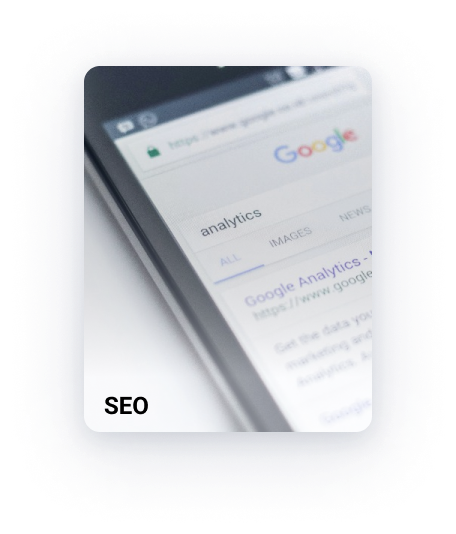 https://www.google.co.uk
Google
analytics
ALL IMAGES NEWS
Google Analytics -
https://www.google
Get the data you
marketing and
Analytics.
Google
SEO